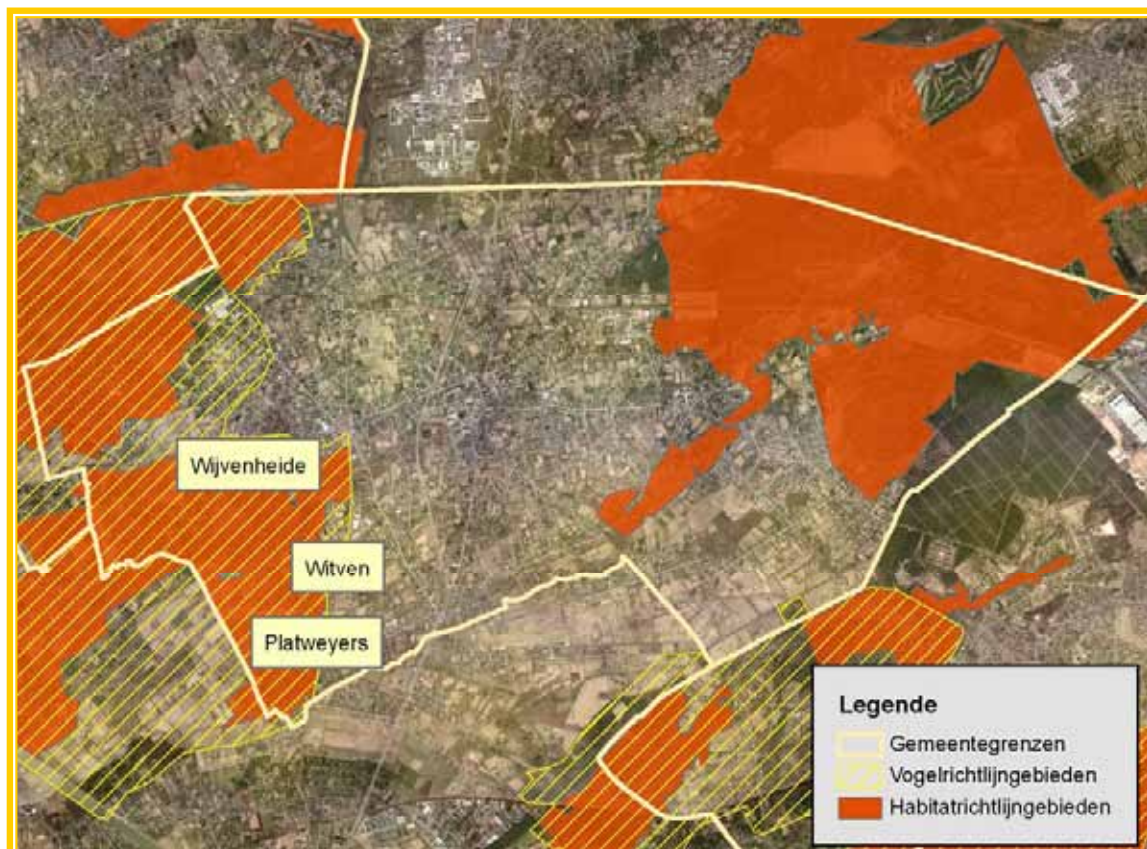 Wijvenheide
Witven
Platweyers
Legende
Gemeentegrenzen
Vogelrichtlijngebieden
Habitatrichtlijngebieden